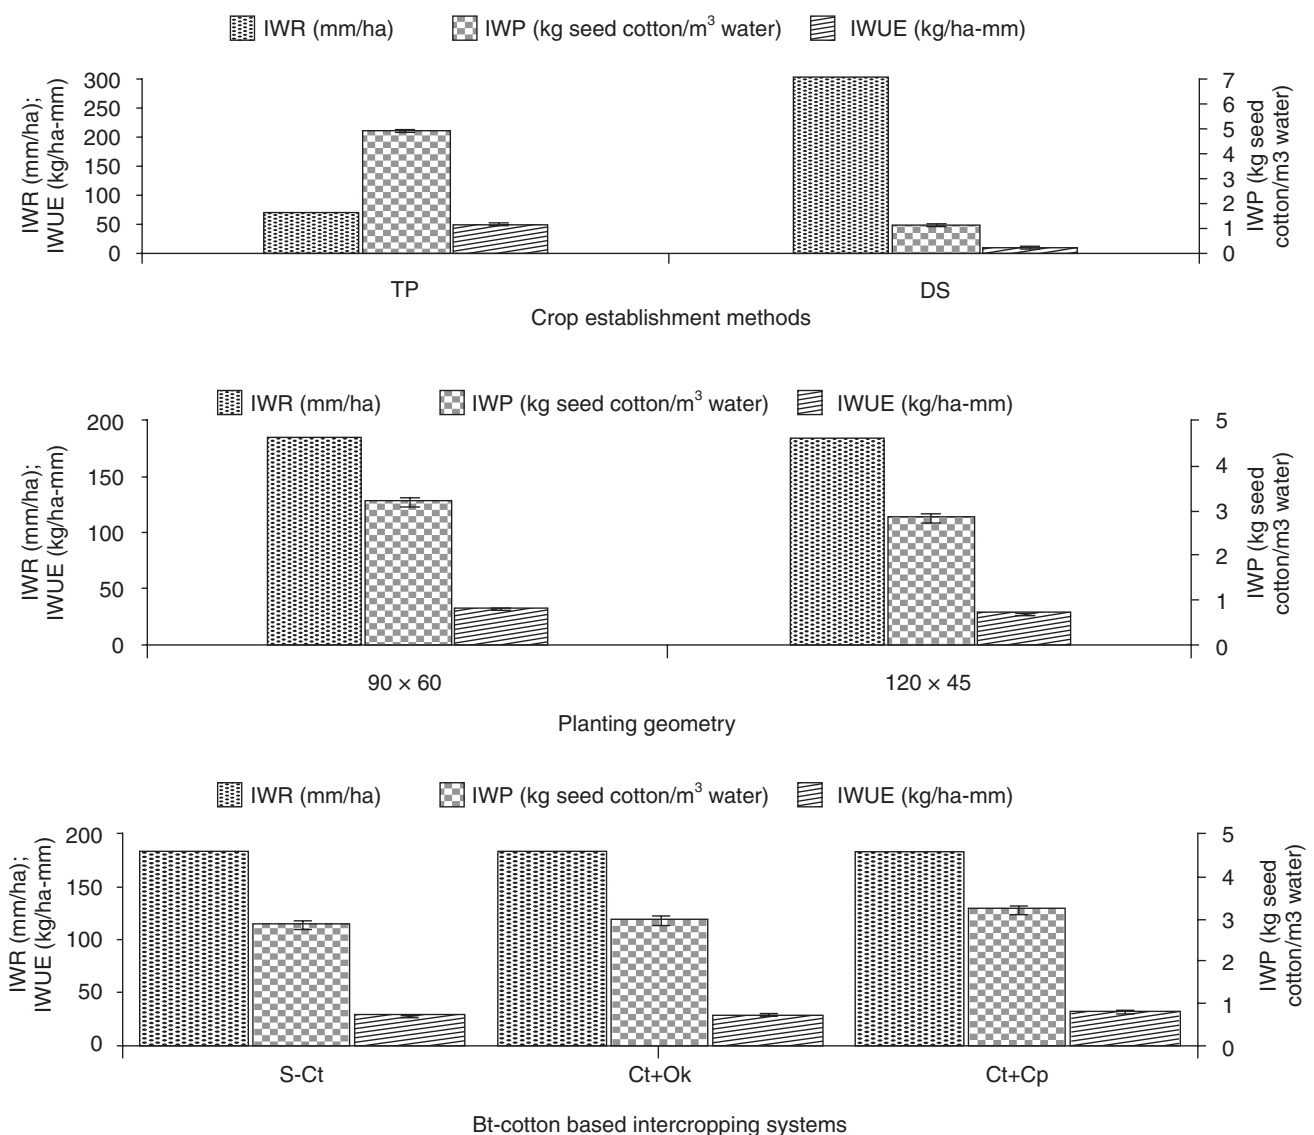 IWR (mm/ha) IWP (kg seed cotton/m³ water) IWUE (kg/ha-mm)
IWR (mm/ha);
IWUE (kg/ha-mm)
300
250
200
150
100
50
0
7
6
5
4
3
2
1
0
IWP (kg seed
cotton/m3 water)
TP DS
Crop establishment methods
IWR (mm/ha) IWP (kg seed cotton/m³ water) IWUE (kg/ha-mm)
IWR (mm/ha);
IWUE (kg/ha-mm)
200
150
100
50
0
5
4
3
2
1
0
IWP (kg seed
cotton/m3 water)
90 × 60 120 × 45
Planting geometry
IWR (mm/ha) IWP (kg seed cotton/m³ water) IWUE (kg/ha-mm)
IWR (mm/ha);
IWUE (kg/ha-mm)
200
150
100
50
0
5
4
3
2
1
0
IWP (kg seed
cotton/m3 water)
S-Ct Ct+Ok Ct+Cp
Bt-cotton based intercropping systems